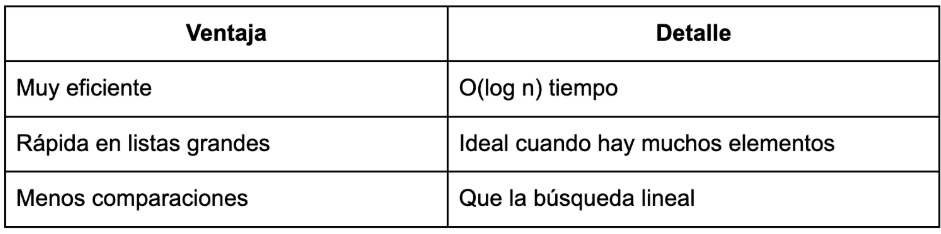 Ventaja Detalle
Muy eficiente O(log n) tiempo
Rápida en listas grandes Ideal cuando hay muchos elementos
Menos comparaciones Que la búsqueda lineal